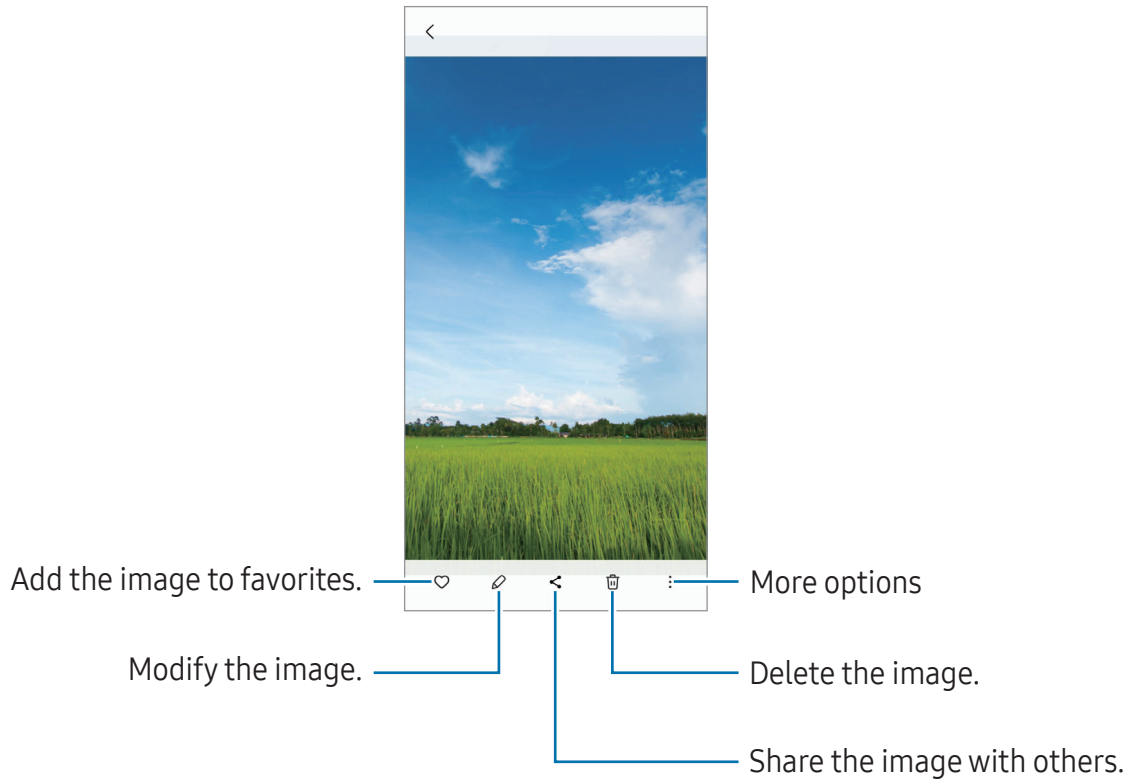 Add the image to favorites.
More options
Modify the image.
Delete the image.
Share the image with others.